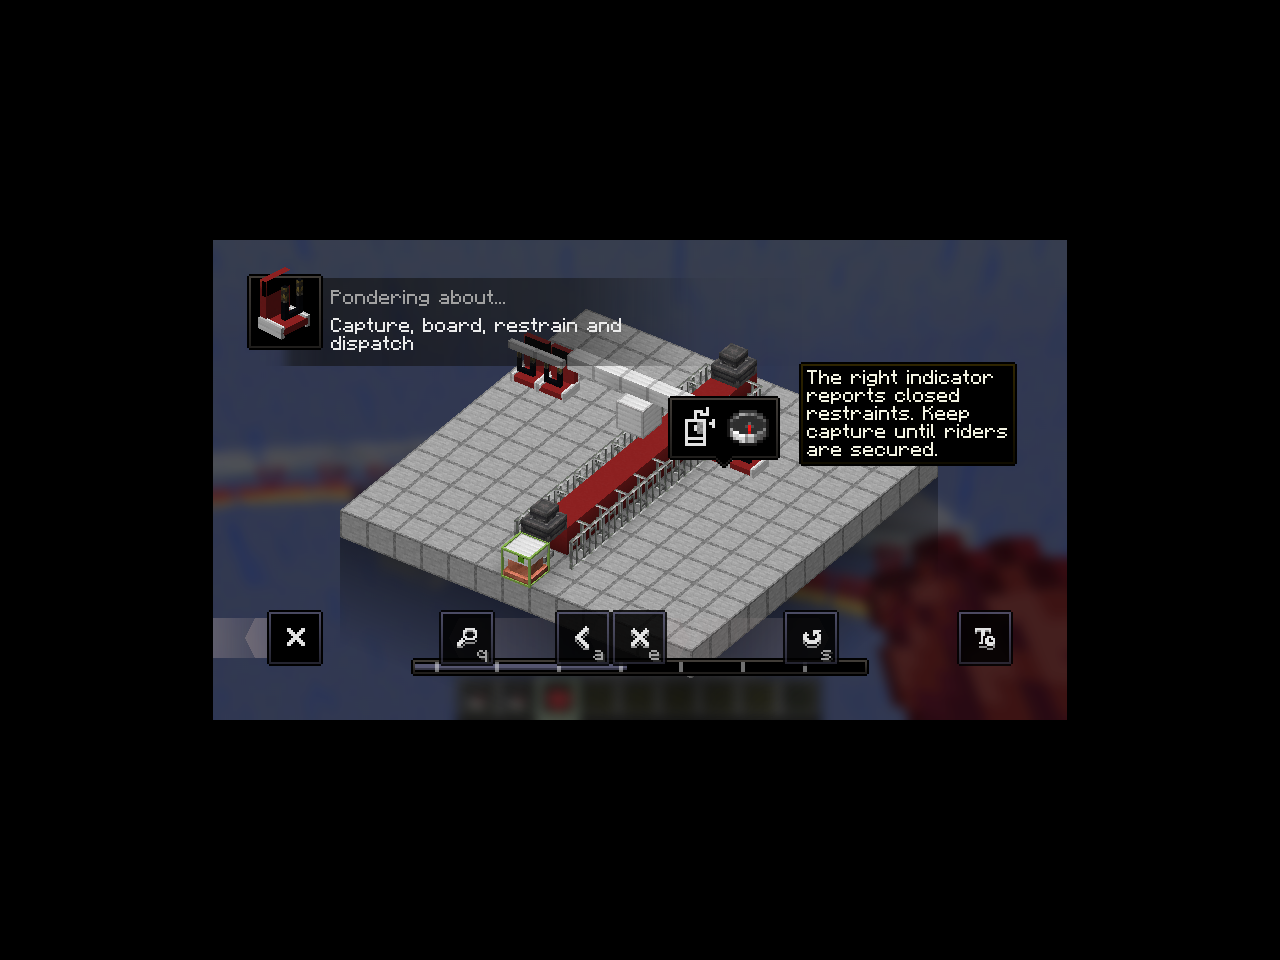 Pondering about...
Capture, board, restrain and
dispatch
The right indicator
reports closed
restraints. Keep
capture until riders
are secured.
q
a
e
s